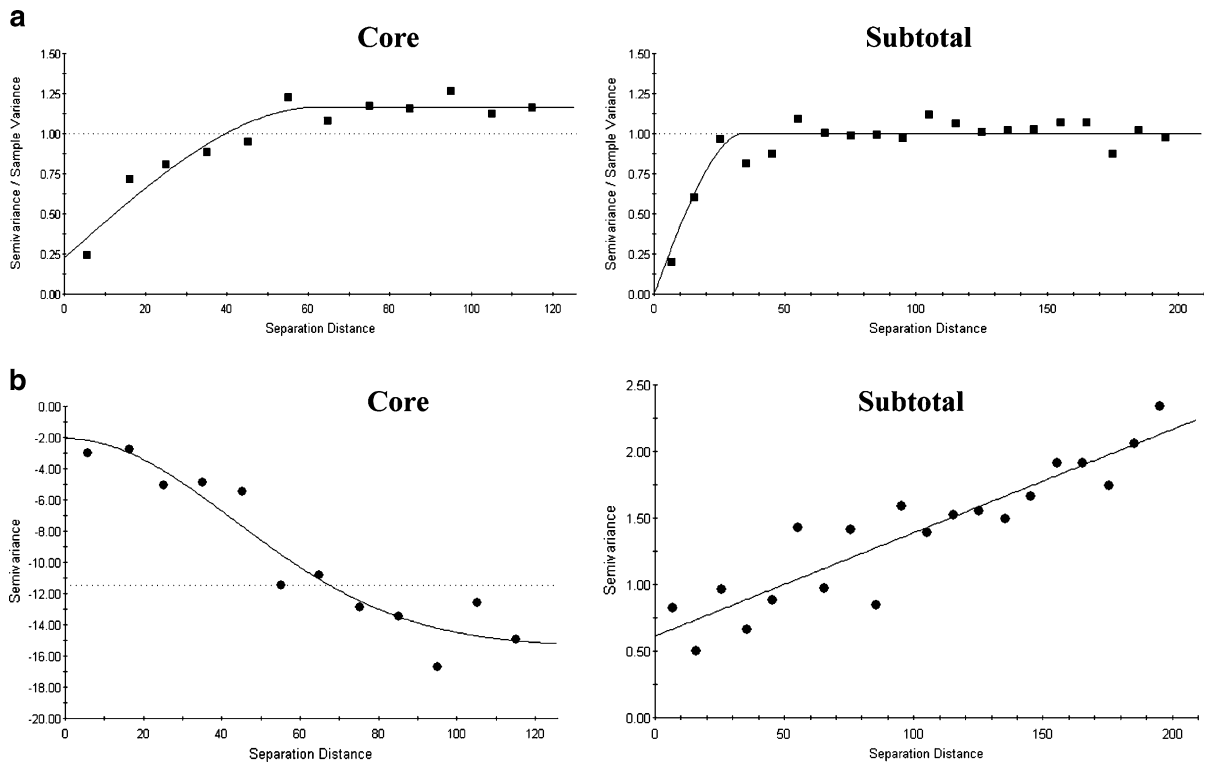 a
Core
Subtotal
1.50
1.25
1.00
0.75
0.50
0.25
0.00
Semivariance / Sample Variance
0 20 40 60 80 100 120
Separation Distance
1.50
1.25
1.00
0.75
0.50
0.25
0.00
Semivariance / Sample Variance
0 50 100 150 200
Separation Distance
b
Core
Subtotal
0.00
-2.00
-4.00
-6.00
-8.00
-10.00
-12.00
-14.00
-16.00
-18.00
-20.00
Semivariance
0 20 40 60 80 100 120
Separation Distance
2.50
2.00
1.50
1.00
0.50
0.00
Semivariance
0 50 100 150 200
Separation Distance